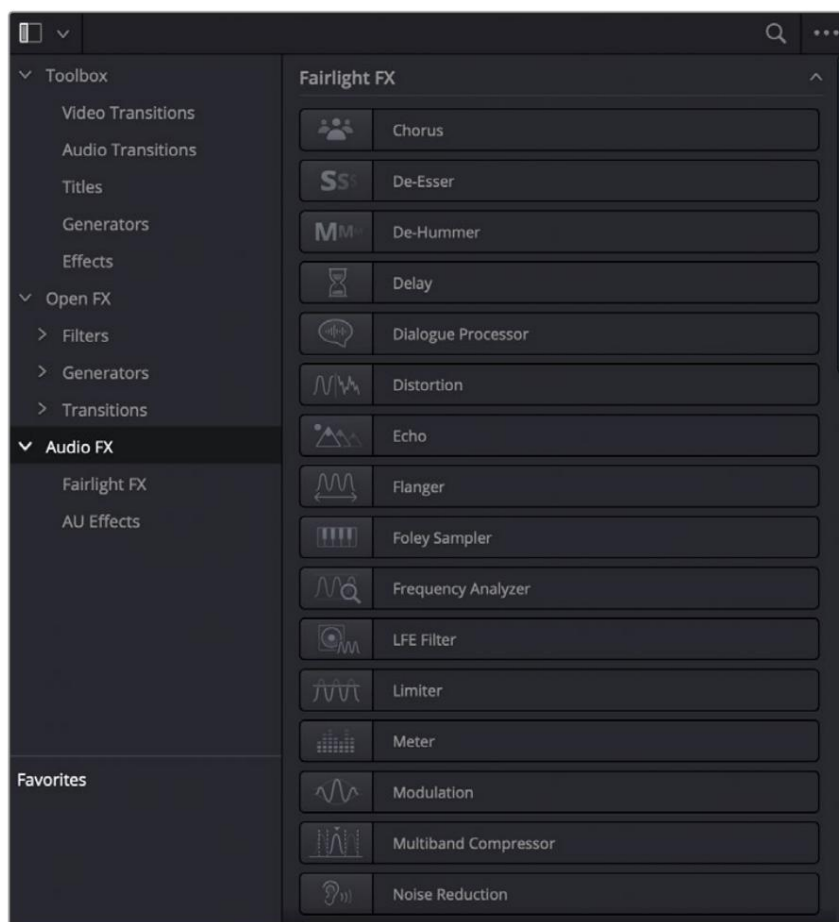 Toolbox
Video Transitions
Audio Transitions
Titles
Generators
Effects
Open FX
Filters
Generators
Transitions
Audio FX
Fairlight FX
AU Effects
Favorites
Fairlight FX
Chorus
De-Esser
De-Hummer
Delay
Dialogue Processor
Distortion
Echo
Flanger
Foley Sampler
Frequency Analyzer
LFE Filter
Limiter
Meter
Modulation
Multiband Compressor
Noise Reduction